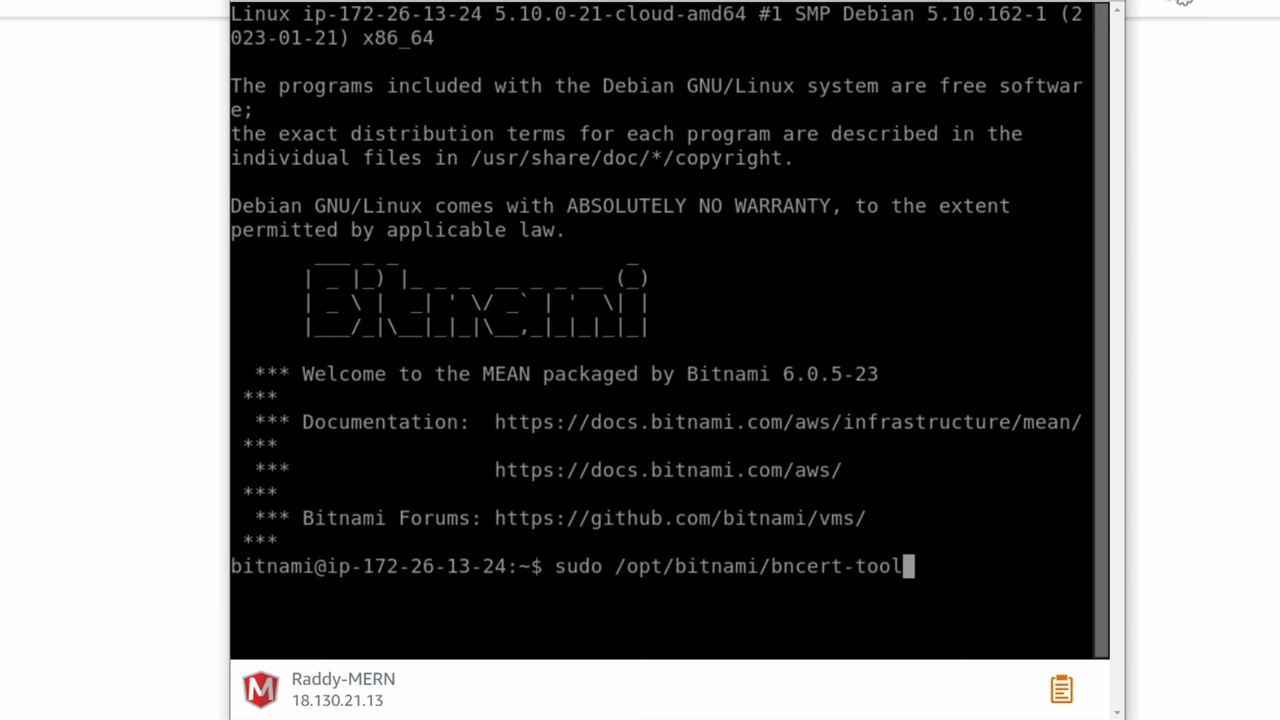 Linux ip-172-26-13-24 5.10.0-21-cloud-amd64 #1 SMP Debian 5.10.162-1 (2
023-01-21) x86_64
The programs included with the Debian GNU/Linux system are free softwar
e;
the exact distribution terms for each program are described in the
individual files in /usr/share/doc/*/copyright.
Debian GNU/Linux comes with ABSOLUTELY NO WARRANTY, to the extent
permitted by applicable law.
Bitnami
*** Welcome to the MEAN packaged by Bitnami 6.0.5-23
***
*** Documentation:  https://docs.bitnami.com/aws/infrastructure/mean/
***
***                 https://docs.bitnami.com/aws/
***
*** Bitnami Forums: https://github.com/bitnami/vms/
***
bitnami@ip-172-26-13-24:~$ sudo /opt/bitnami/bncert-tool
Raddy-MERN
18.130.21.13